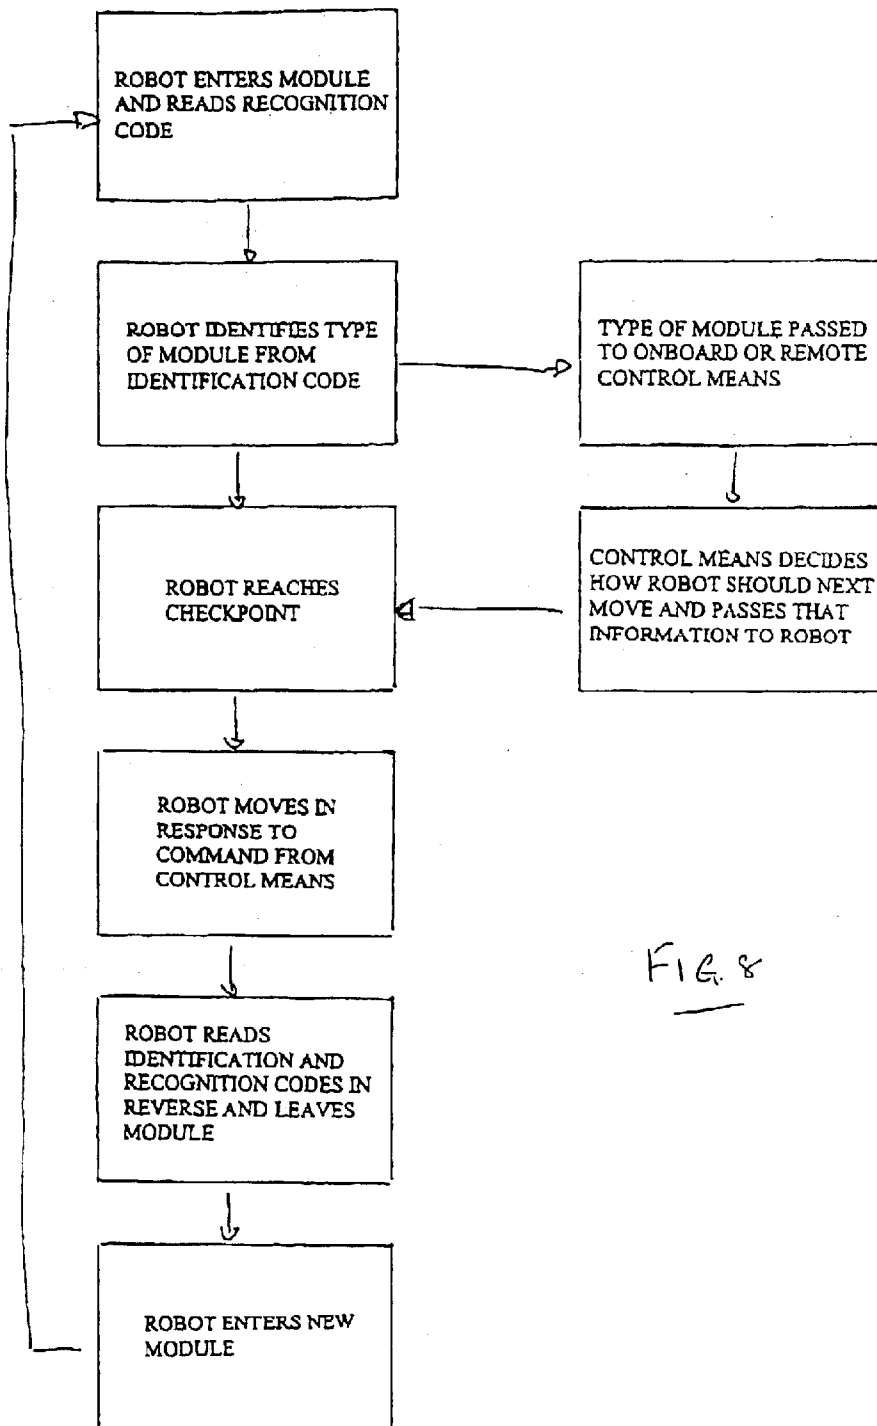 ROBOT ENTERS MODULE
AND READS RECOGNITION
CODE
ROBOT IDENTIFIES TYPE
OF MODULE FROM
IDENTIFICATION CODE
TYPE OF MODULE PASSED
TO ONBOARD OR REMOTE
CONTROL MEANS
ROBOT REACHES
CHECKPOINT
CONTROL MEANS DECIDES
HOW ROBOT SHOULD NEXT
MOVE AND PASSES THAT
INFORMATION TO ROBOT
ROBOT MOVES IN
RESPONSE TO
COMMAND FROM
CONTROL MEANS
ROBOT READS
IDENTIFICATION AND
RECOGNITION CODES IN
REVERSE AND LEAVES
MODULE
ROBOT ENTERS NEW
MODULE
FIG. 8